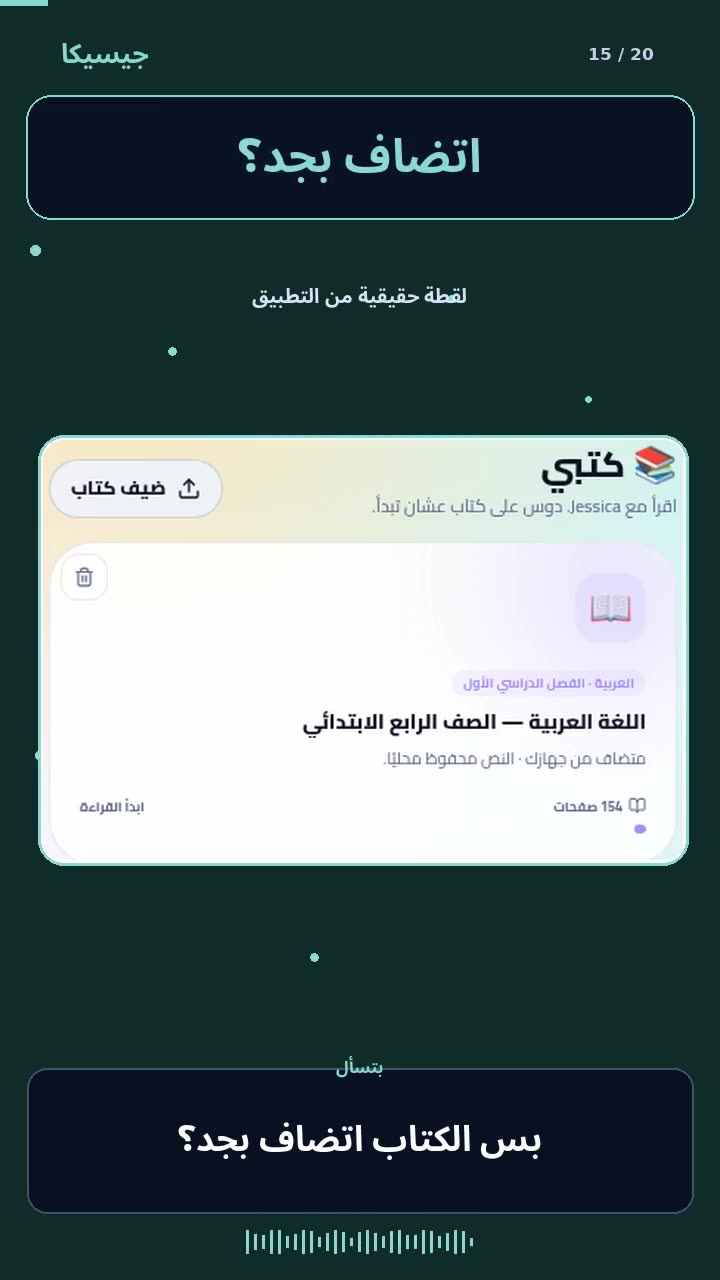 جيسيكا
15 / 20
اتضاف بجد؟
لقطة حقيقية من التطبيق
📚 كتبي
ضيف كتاب
اقرأ مع Jessica. دوس على كتاب عشان تبدأ.
العربية · الفصل الدراسي الأول
اللغة العربية — الصف الرابع الابتدائي
متضاف من جهازك · النص محفوظ محليًا.
154 صفحات
ابدأ القراءة
بتسأل
بس الكتاب اتضاف بجد؟